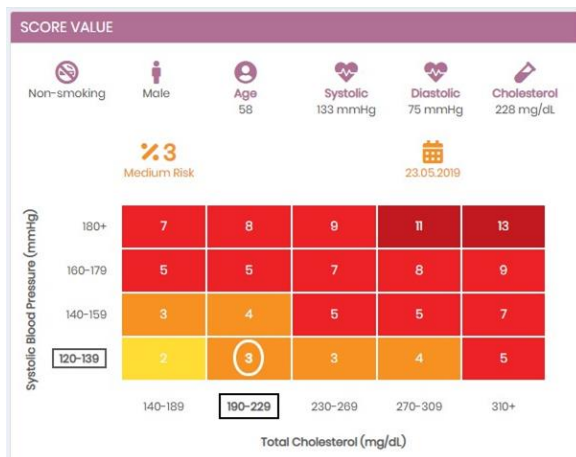 SCORE VALUE
Non-smoking Male Age Systolic Diastolic Cholesterol
58 133 mmHg 75 mmHg 228 mg/dL
%3
Medium Risk 23.05.2019
Systolic Blood Pressure (mmHg)
180+ 7 8 9 11 13
160-179 5 5 7 8 9
140-159 3 4 5 5 7
120-139 2 3 3 4 5
140-189 190-229 230-269 270-309 310+
Total Cholesterol (mg/dL)